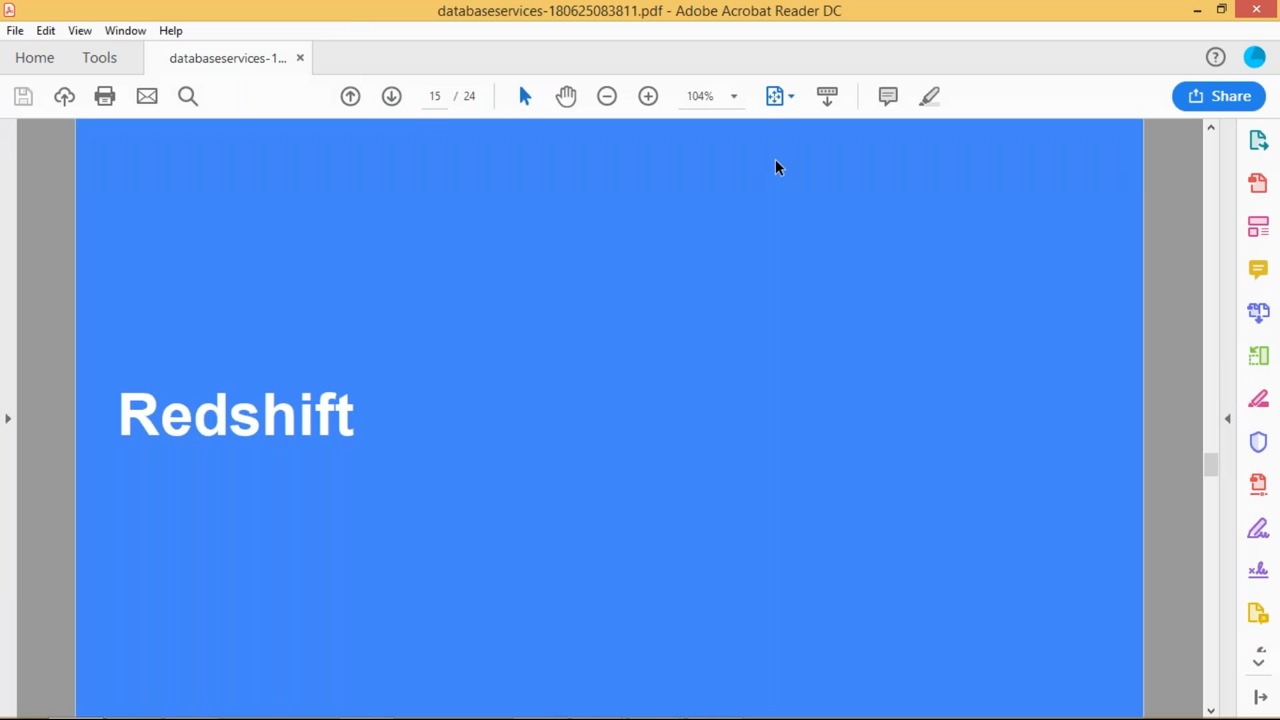 databaseservices-180625083811.pdf - Adobe Acrobat Reader DC
File Edit View Window Help
Home Tools databaseservices-1... ×
15 / 24 104% Share
Redshift